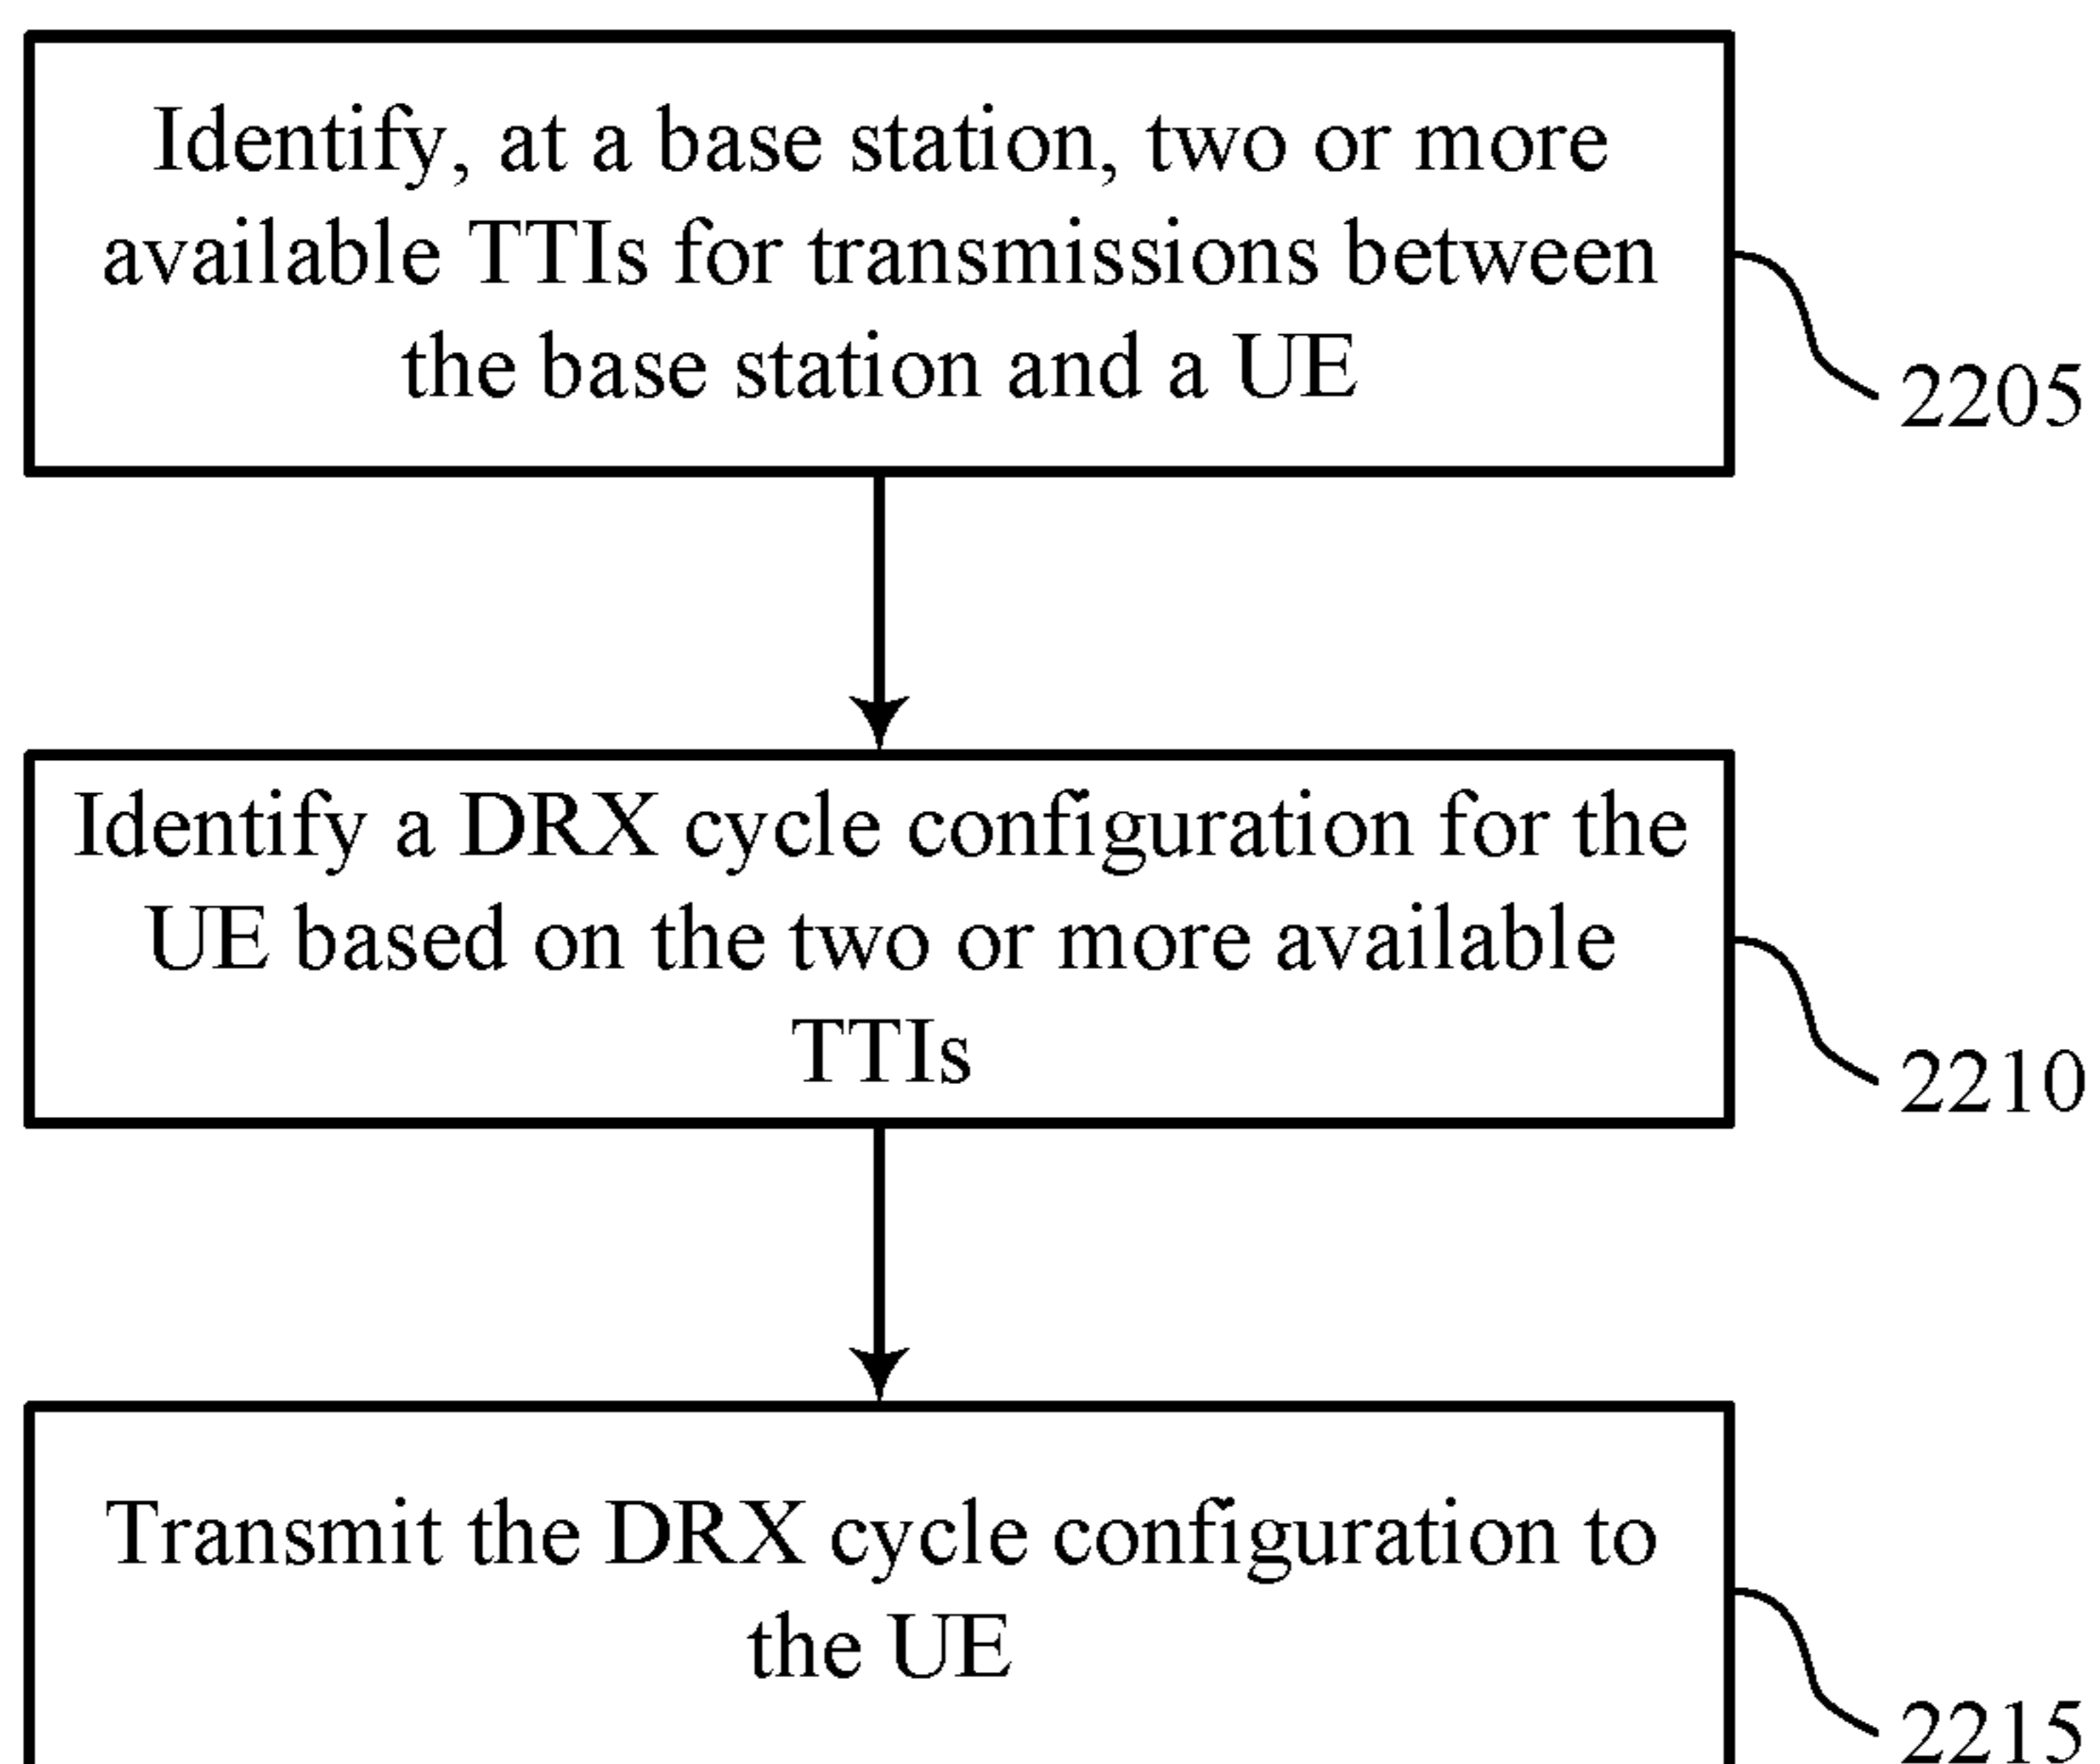 Identify, at a base station, two or more
available TTIs for transmissions between
the base station and a UE
2205
Identify a DRX cycle configuration for the
UE based on the two or more available
TTIs
2210
Transmit the DRX cycle configuration to
the UE
2215